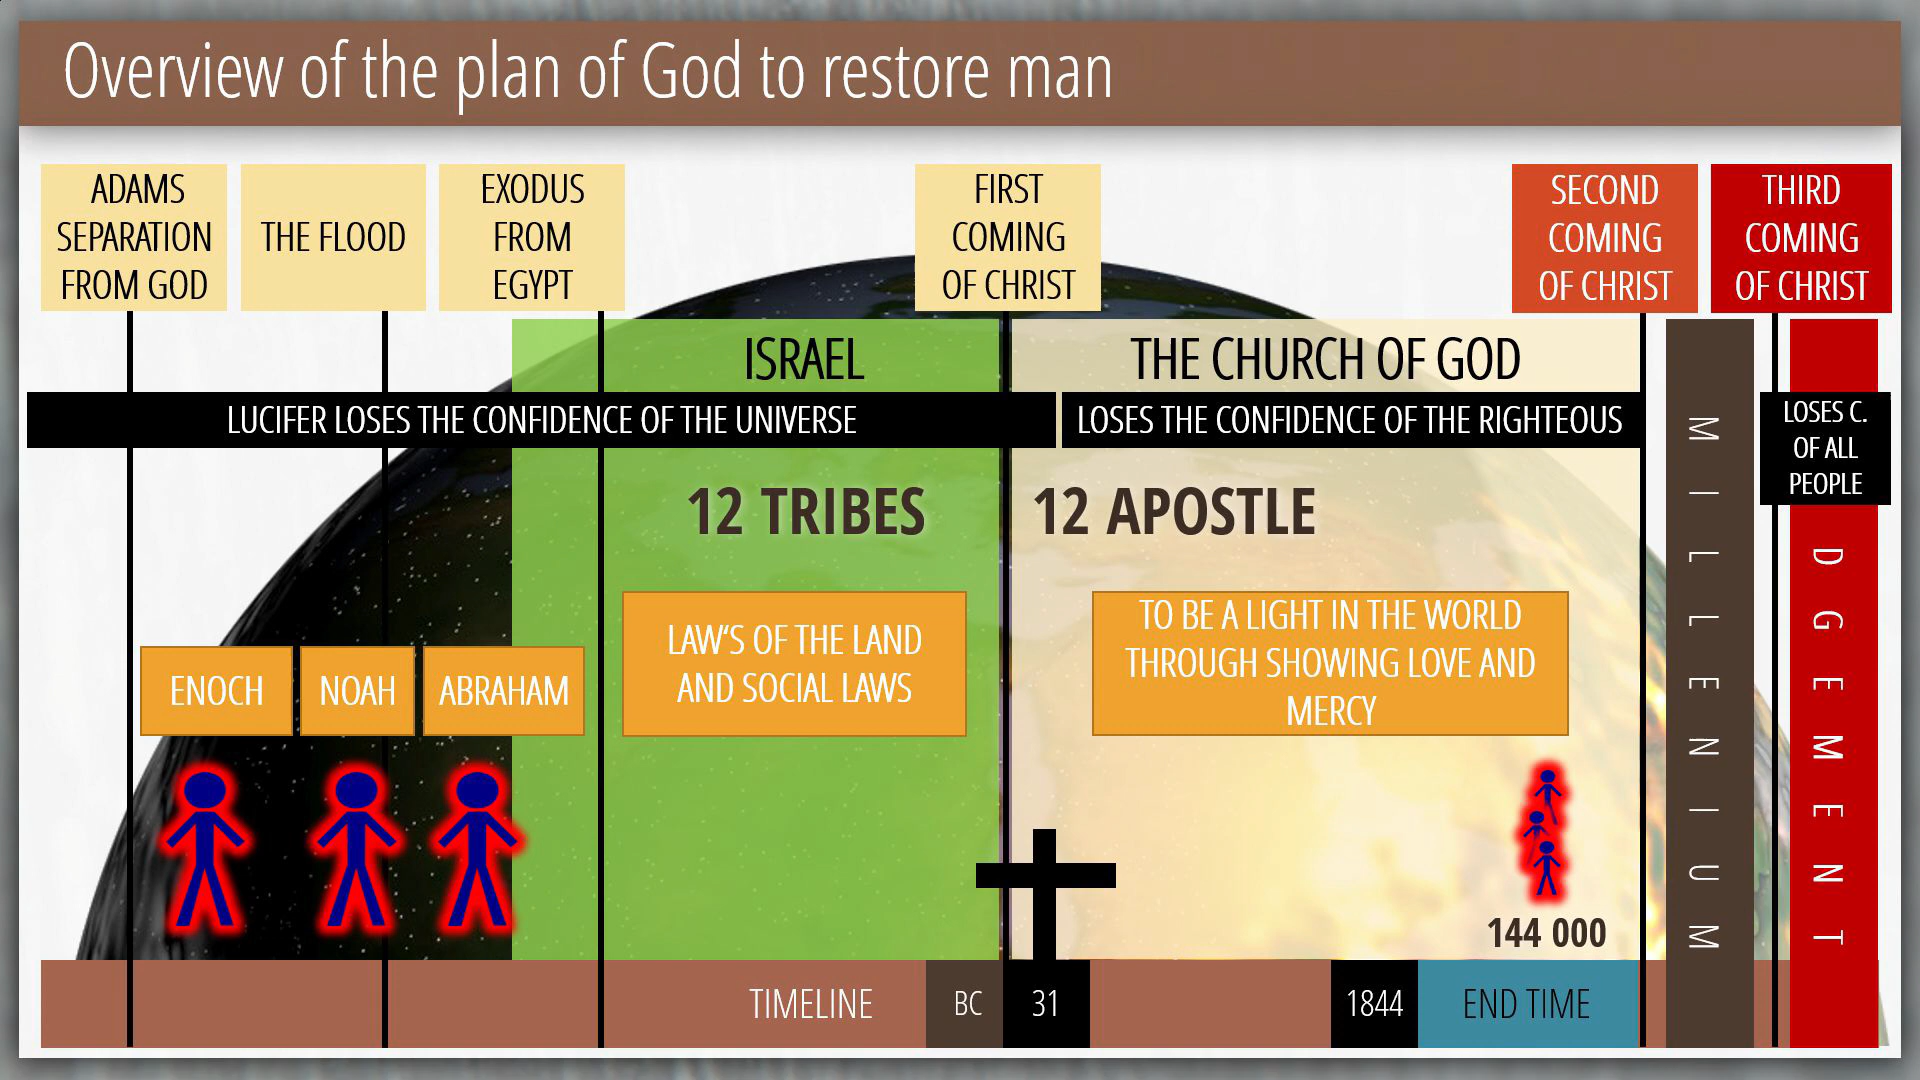 Overview of the plan of God to restore man
ADAMS
SEPARATION
FROM GOD
THE FLOOD
EXODUS
FROM
EGYPT
FIRST
COMING
OF CHRIST
SECOND
COMING
OF CHRIST
THIRD
COMING
OF CHRIST
ISRAEL
THE CHURCH OF GOD
LUCIFER LOSES THE CONFIDENCE OF THE UNIVERSE
LOSES THE CONFIDENCE OF THE RIGHTEOUS
LOSES C.
OF ALL
PEOPLE
12 TRIBES
12 APOSTLE
LAW‘S OF THE LAND
AND SOCIAL LAWS
TO BE A LIGHT IN THE WORLD
THROUGH SHOWING LOVE AND
MERCY
ENOCH
NOAH
ABRAHAM
144 000
MILLENIUM
DGEMENT
TIMELINE
BC
31
1844
END TIME